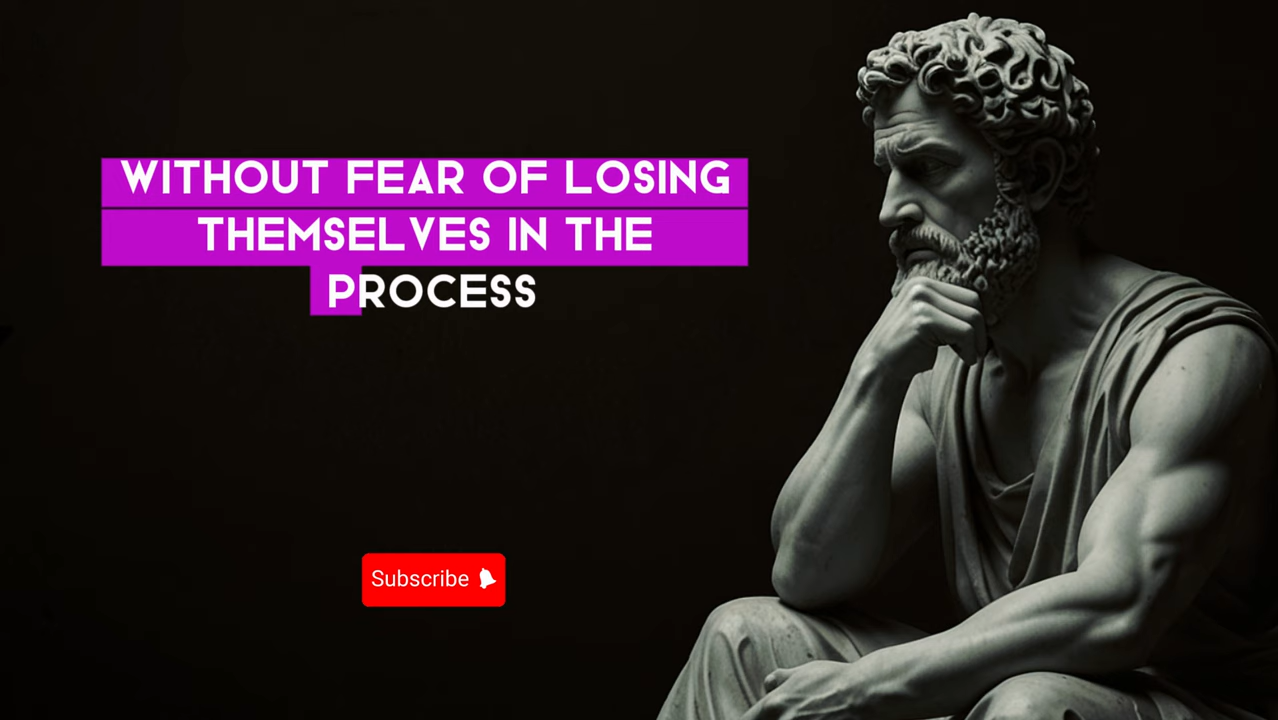 WITHOUT FEAR OF LOSING
THEMSELVES IN THE
PROCESS
Subscribe